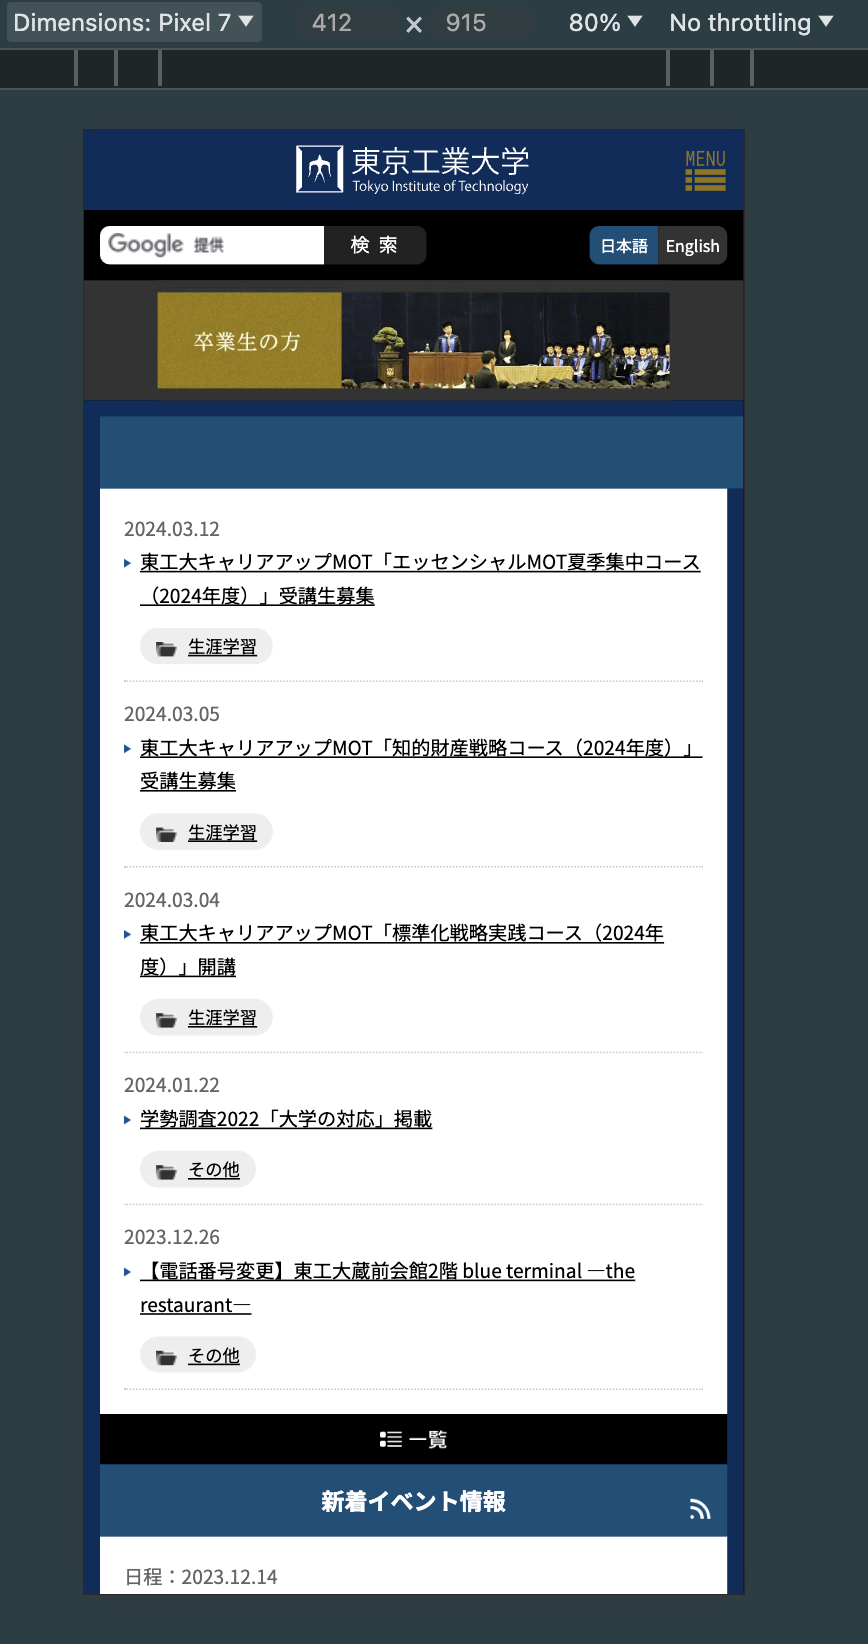 Dimensions: Pixel 7 ▼ 412 × 915 80% ▼ No throttling ▼
東京工業大学
Tokyo Institute of Technology
MENU
Google 提供
検 索
日本語 English
卒業生の方
2024.03.12
東工大キャリアアップMOT「エッセンシャルMOT夏季集中コース
（2024年度）」受講生募集
生涯学習
2024.03.05
東工大キャリアアップMOT「知的財産戦略コース（2024年度）」
受講生募集
生涯学習
2024.03.04
東工大キャリアアップMOT「標準化戦略実践コース（2024年
度）」開講
生涯学習
2024.01.22
学勢調査2022「大学の対応」掲載
その他
2023.12.26
【電話番号変更】東工大蔵前会館2階 blue terminal ―the
restaurant―
その他
一覧
新着イベント情報
日程：2023.12.14